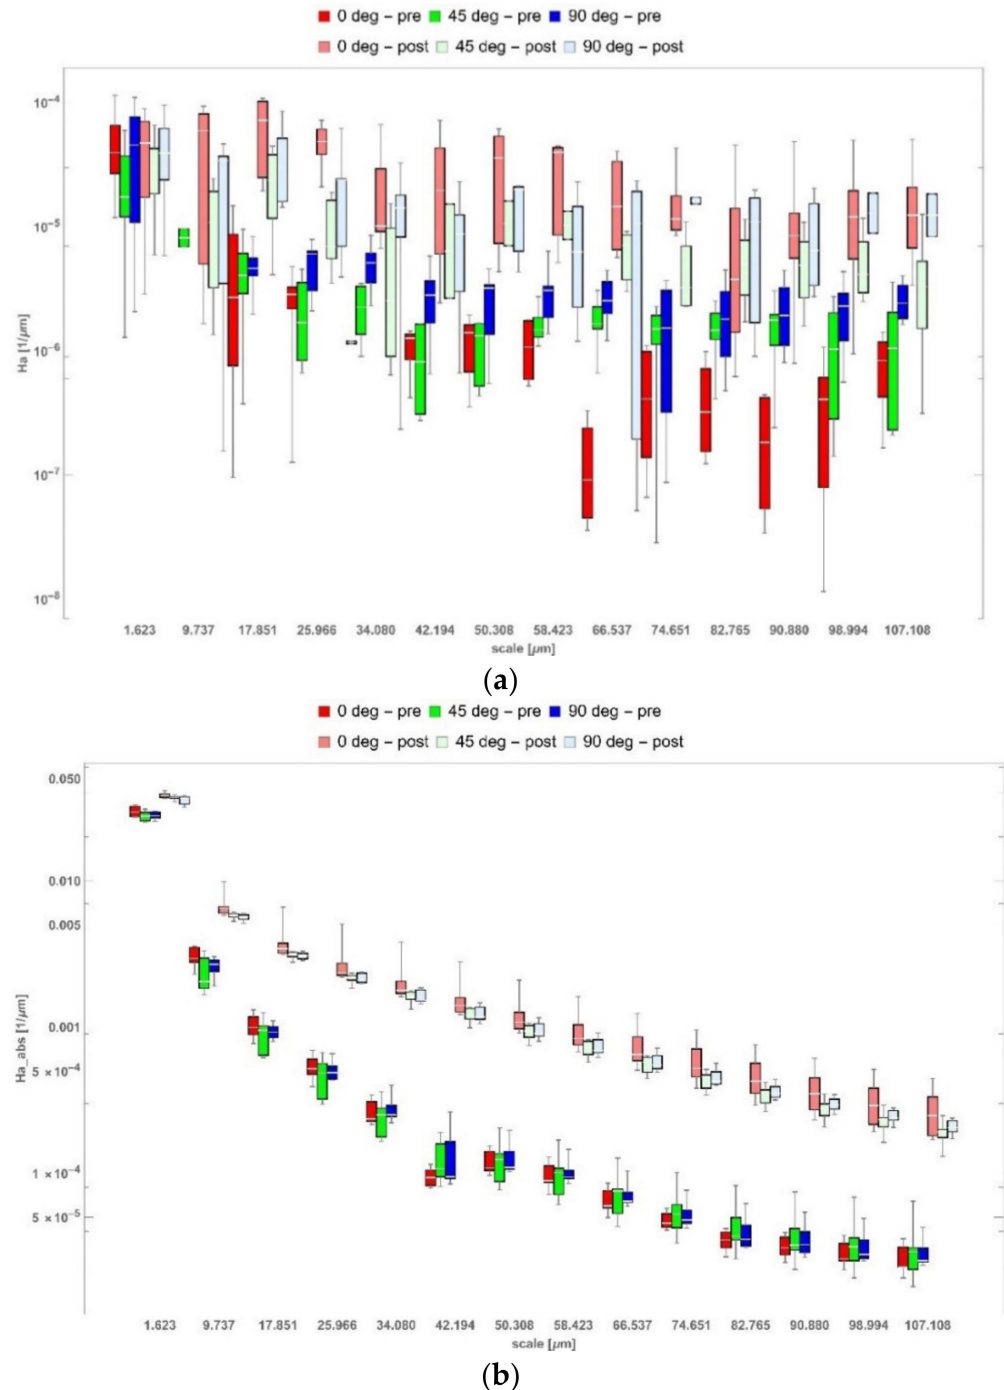 0 deg – pre 45 deg – pre 90 deg – pre
0 deg – post 45 deg – post 90 deg – post
10⁻⁴
10⁻⁵
10⁻⁶
10⁻⁷
10⁻⁸
Ha [1/μm]
1.623 9.737 17.851 25.966 34.080 42.194 50.308 58.423 66.537 74.651 82.765 90.880 98.994 107.108
scale [μm]
(a)
0 deg – pre 45 deg – pre 90 deg – pre
0 deg – post 45 deg – post 90 deg – post
0.050
0.010
0.005
0.001
5 × 10⁻⁴
1 × 10⁻⁴
5 × 10⁻⁵
Ha_abs [1/μm]
1.623 9.737 17.851 25.966 34.080 42.194 50.308 58.423 66.537 74.651 82.765 90.880 98.994 107.108
scale [μm]
(b)